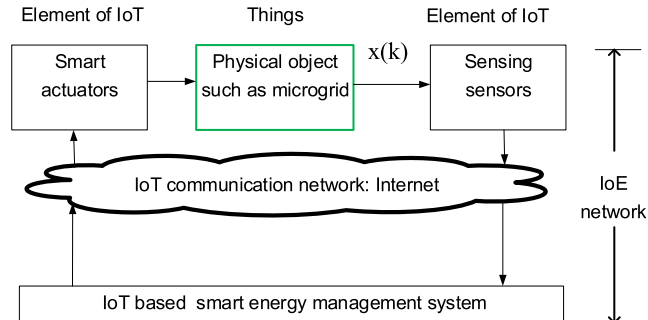 Element of IoT
Things
Element of IoT
Smart
actuators
Physical object
such as microgrid
x(k)
Sensing
sensors
IoT communication network: Internet
IoE
network
IoT based smart energy management system